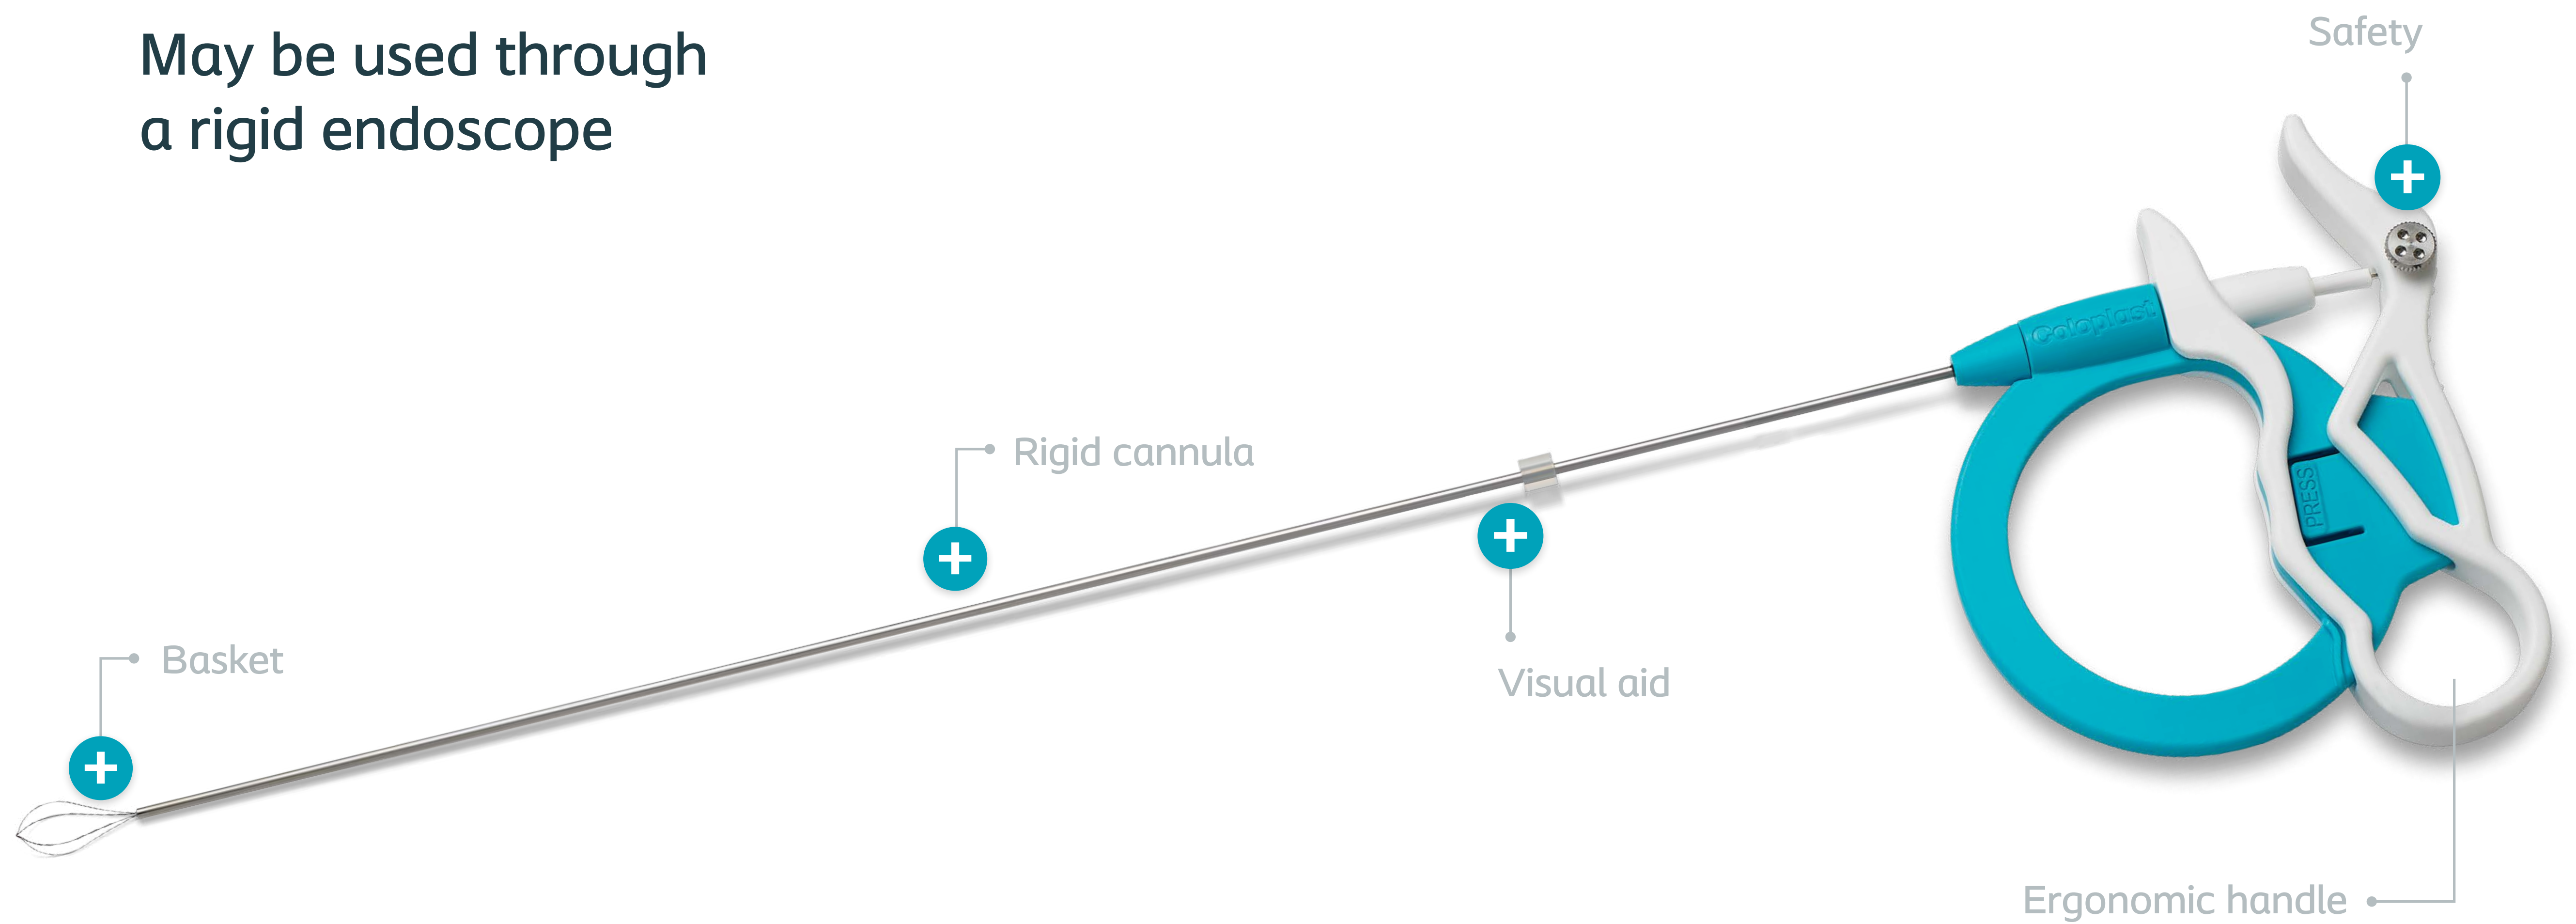 May be used through
a rigid endoscope
Safety
Coloplast
Rigid cannula
PRESS
Basket
Visual aid
Ergonomic handle